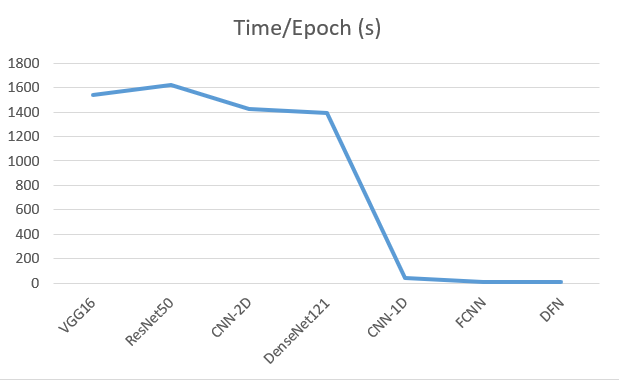 Time/Epoch (s)
1800
1600
1400
1200
1000
800
600
400
200
0
VGG16
ResNet50
CNN-2D
DenseNet121
CNN-1D
FCNN
DFN